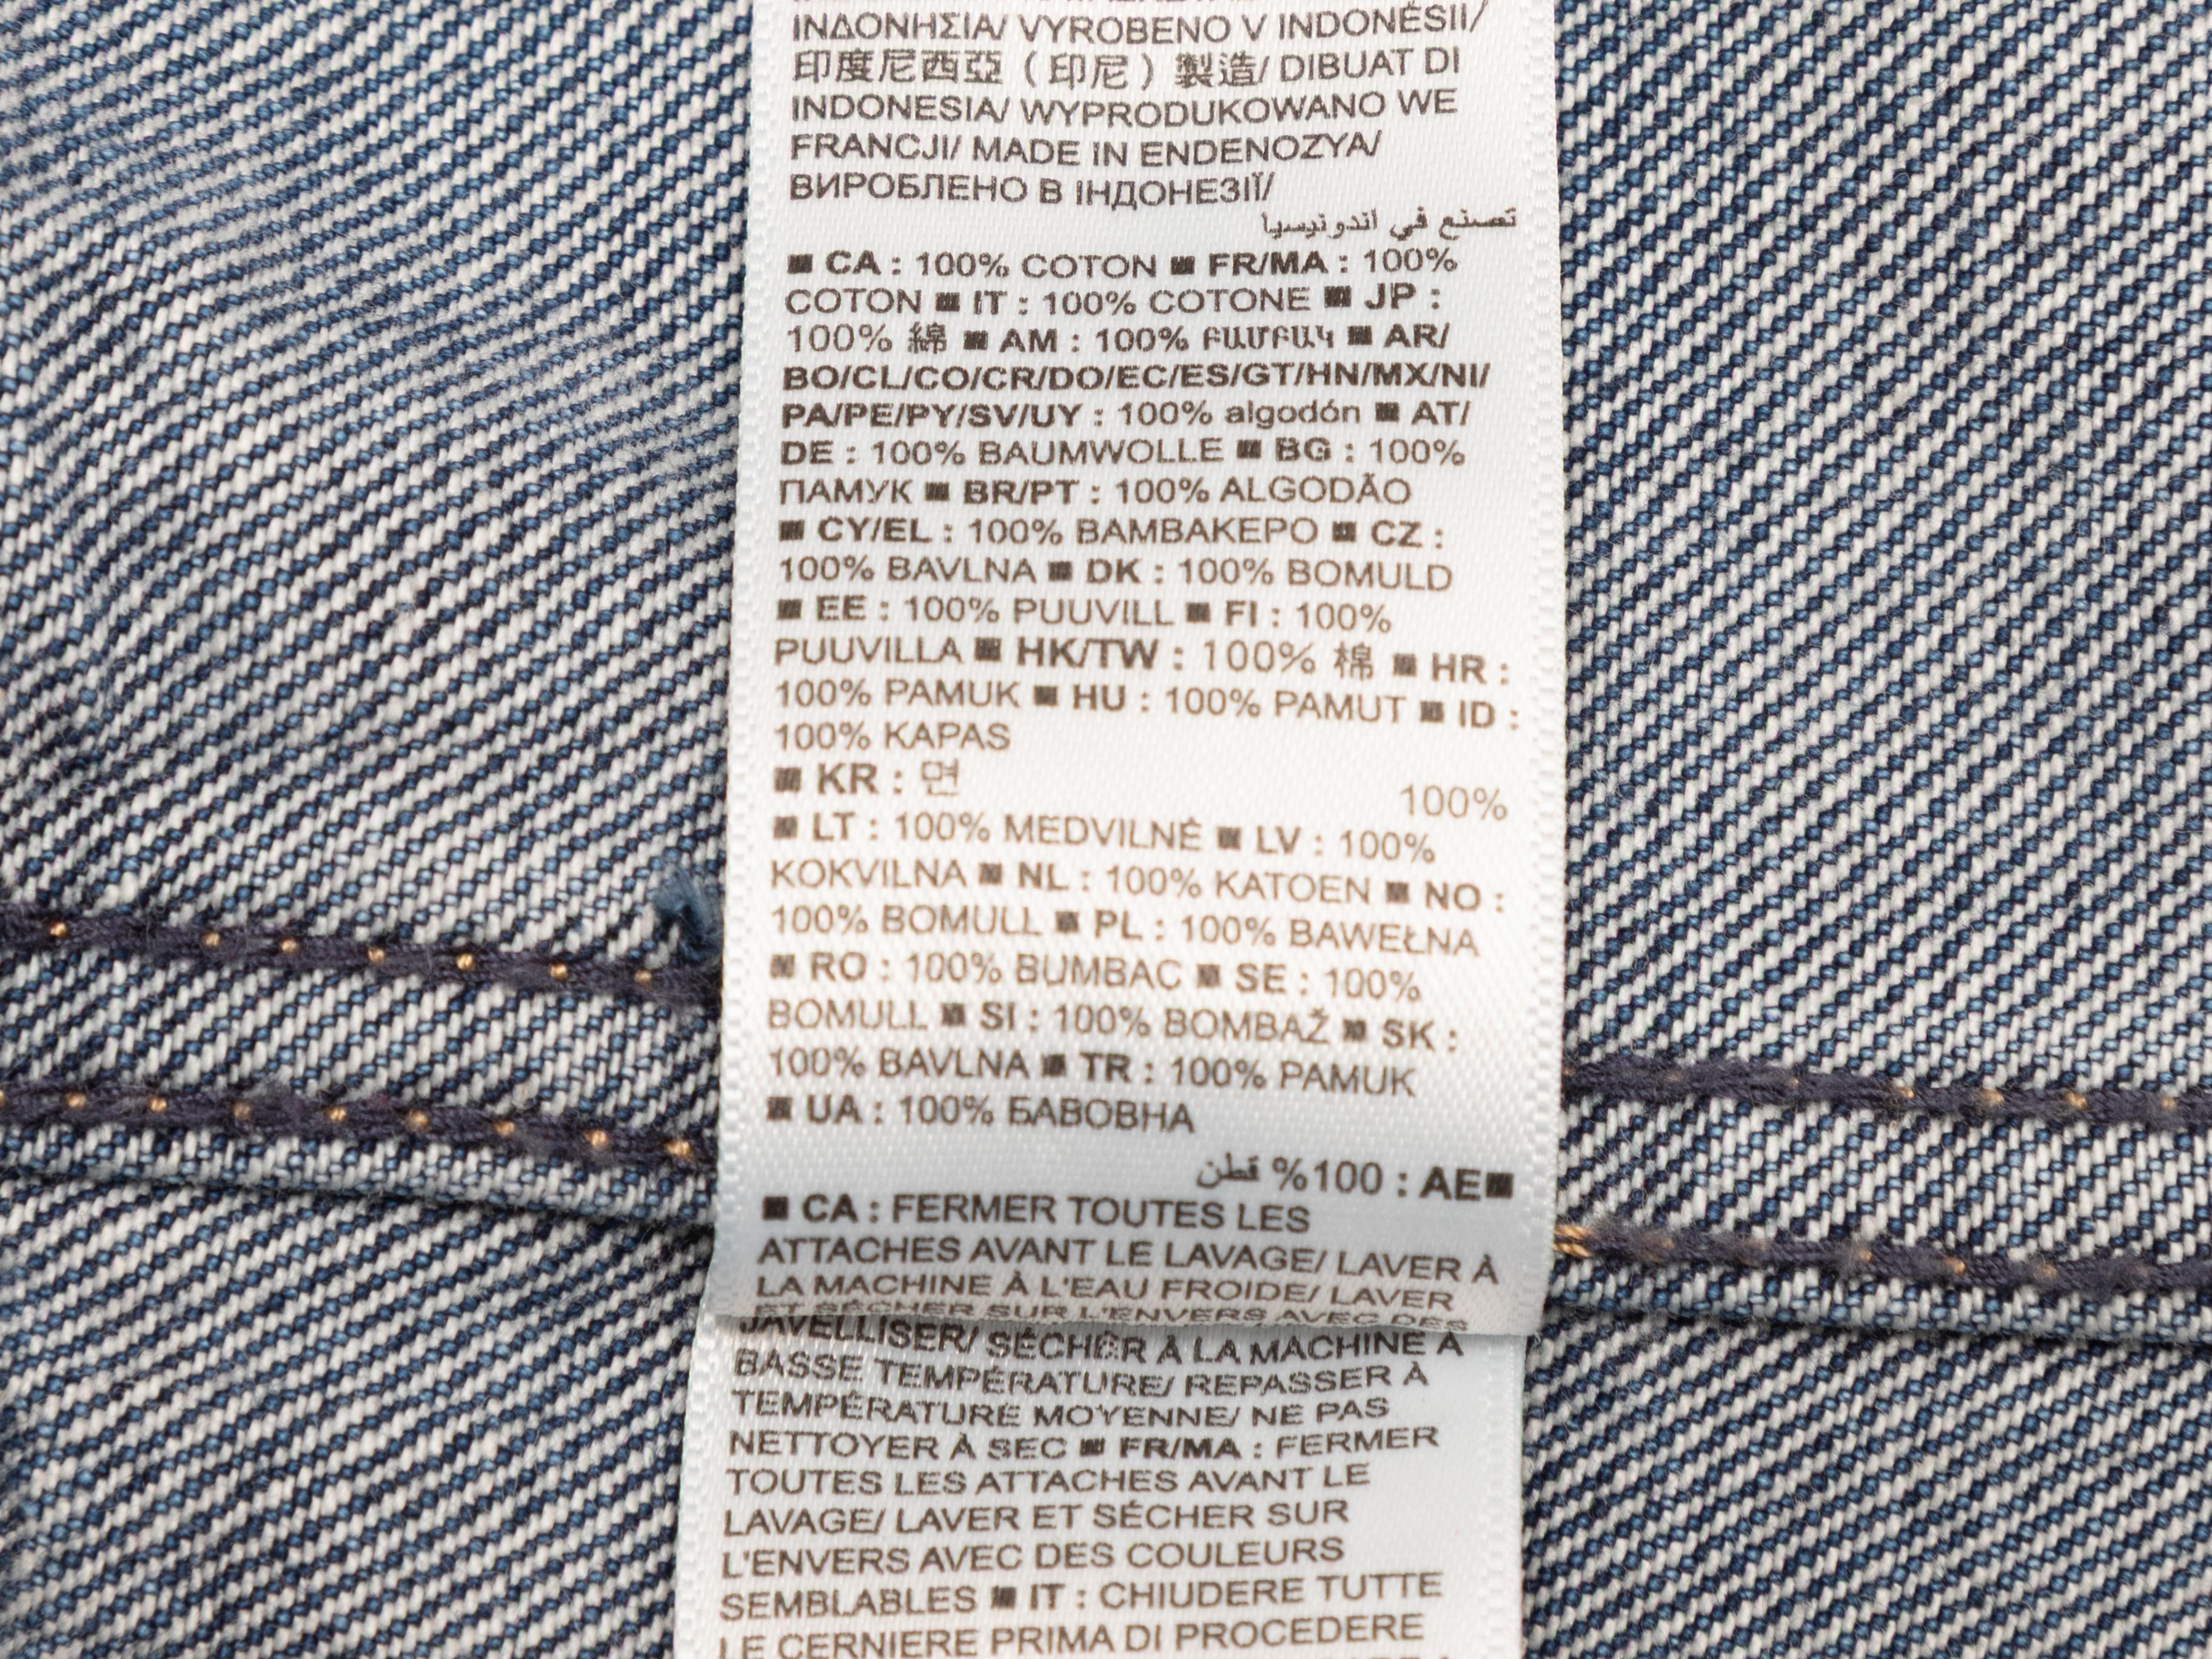 ΙΝΔΟΝΗΣΙΑ/ VYROBENO V INDONÉSII/
印度尼西亞（印尼）製造/ DIBUAT DI
INDONESIA/ WYPRODUKOWANO WE
FRANCJI/ MADE IN ENDENOZYA/
ВИРОБЛЕНО В ІНДОНЕЗІЇ/
تصنع في اندونيسيا
■ CA : 100% COTON ■ FR/MA : 100%
COTON ■ IT : 100% COTONE ■ JP :
100% 綿 ■ AM : 100% ԲԱՄԲԱԿ ■ AR/
BO/CL/CO/CR/DO/EC/ES/GT/HN/MX/NI/
PA/PE/PY/SV/UY : 100% algodón ■ AT/
DE : 100% BAUMWOLLE ■ BG : 100%
ПАМУК ■ BR/PT : 100% ALGODÃO
■ CY/EL : 100% ΒΑΜΒΑΚΕΡΟ ■ CZ :
100% BAVLNA ■ DK : 100% BOMULD
■ EE : 100% PUUVILL ■ FI : 100%
PUUVILLA ■ HK/TW : 100% 棉 ■ HR :
100% PAMUK ■ HU : 100% PAMUT ■ ID :
100% KAPAS
■ KR : 면 100%
■ LT : 100% MEDVILNĖ ■ LV : 100%
KOKVILNA ■ NL : 100% KATOEN ■ NO :
100% BOMULL ■ PL : 100% BAWEŁNA
■ RO : 100% BUMBAC ■ SE : 100%
BOMULL ■ SI : 100% BOMBAŽ ■ SK :
100% BAVLNA ■ TR : 100% PAMUK
■ UA : 100% БАВОВНА
■AE : 100% قطن
■ CA : FERMER TOUTES LES
ATTACHES AVANT LE LAVAGE/ LAVER À
LA MACHINE À L'EAU FROIDE/ LAVER
ET SÉCHER SUR L'ENVERS AVEC DES
JAVELLISER/ SÉCHER À LA MACHINE À
BASSE TEMPÉRATURE/ REPASSER À
TEMPÉRATURE MOYENNE/ NE PAS
NETTOYER À SEC ■ FR/MA : FERMER
TOUTES LES ATTACHES AVANT LE
LAVAGE/ LAVER ET SÉCHER SUR
L'ENVERS AVEC DES COULEURS
SEMBLABLES ■ IT : CHIUDERE TUTTE
LE CERNIERE PRIMA DI PROCEDERE